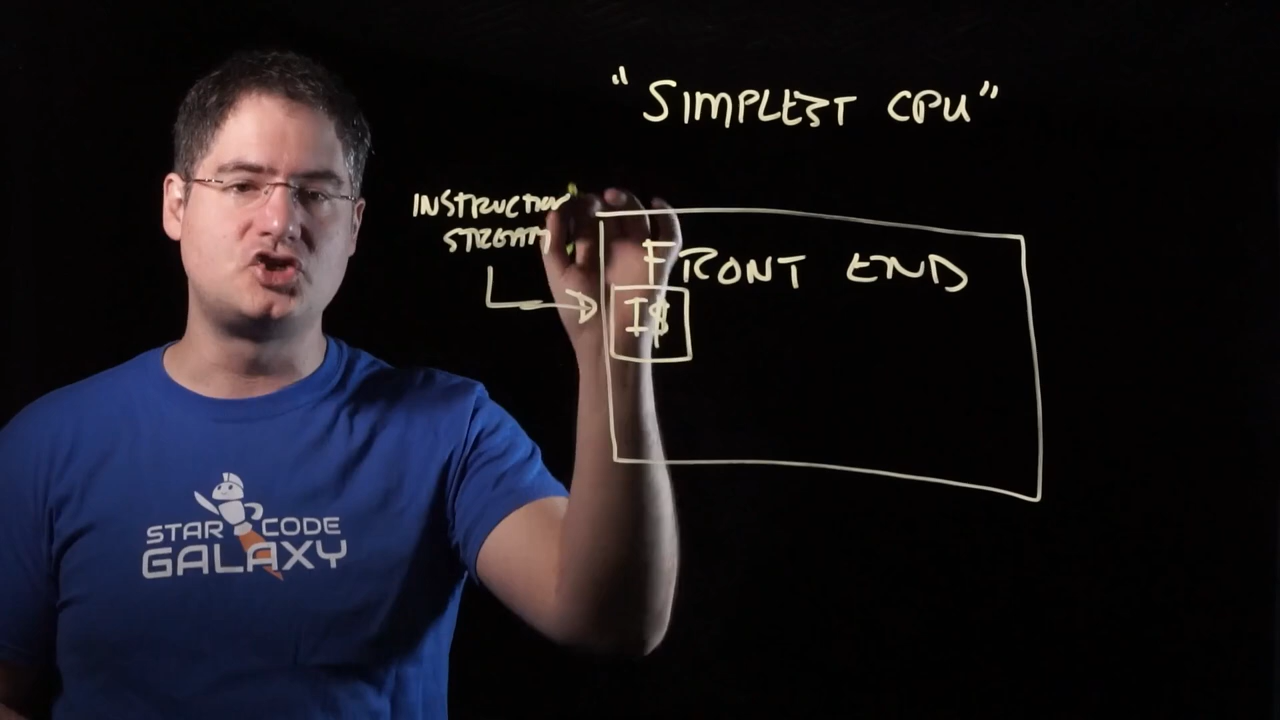 "SIMPLEST CPU"
INSTRUCTION
STREAM
FRONT END
I$
STAR CODE
GALAXY